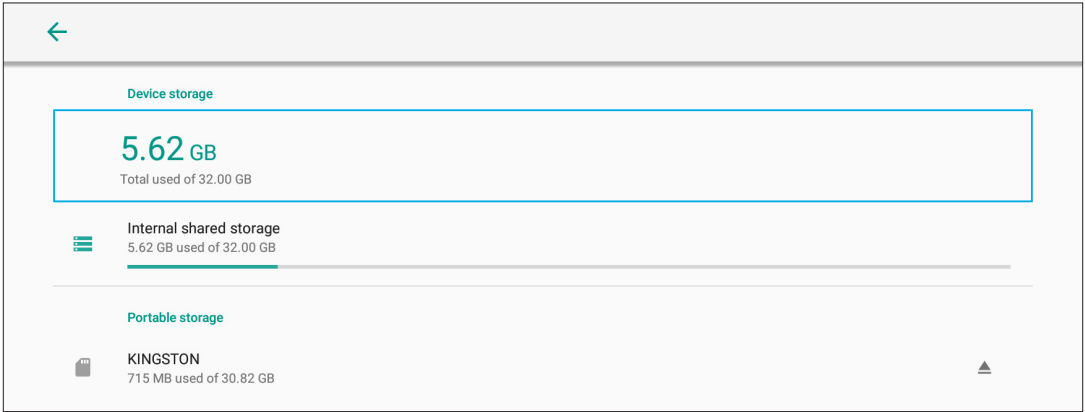 Device storage
5.62 GB
Total used of 32.00 GB
Internal shared storage
5.62 GB used of 32.00 GB
Portable storage
KINGSTON
715 MB used of 30.82 GB